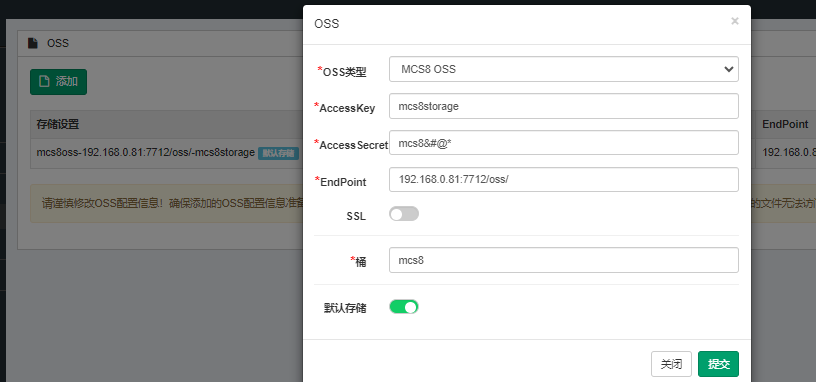 OSS
×
OSS
添加
存储设置
EndPoint
mcs8oss-192.168.0.81:7712/oss/-mcs8storage 默认存储
192.168.0.8
请谨慎修改OSS配置信息！确保添加的OSS配置信息准
的文件无法访
*OSS类型
MCS8 OSS
*AccessKey
mcs8storage
*AccessSecret
mcs8&#@*
*EndPoint
192.168.0.81:7712/oss/
SSL
*桶
mcs8
默认存储
关闭
提交